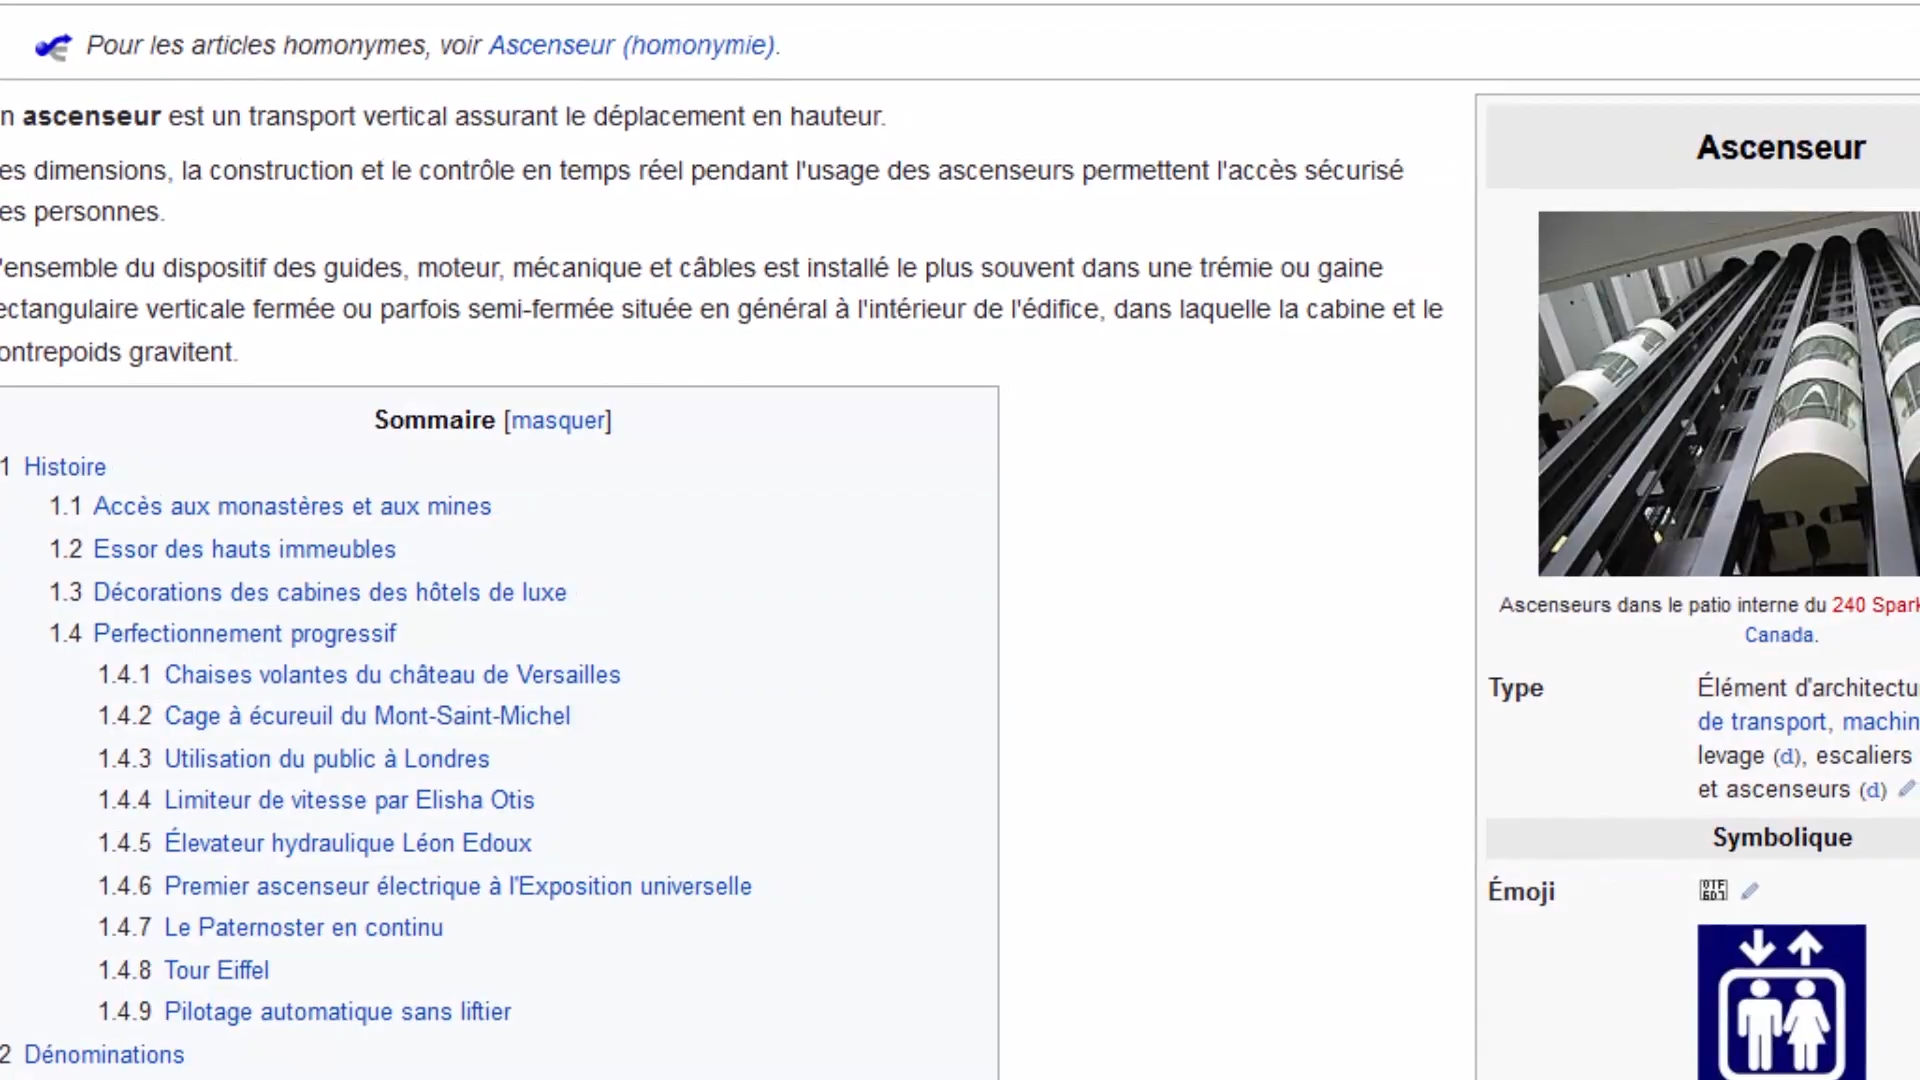 Pour les articles homonymes, voir Ascenseur (homonymie).
n ascenseur est un transport vertical assurant le déplacement en hauteur.
es dimensions, la construction et le contrôle en temps réel pendant l'usage des ascenseurs permettent l'accès sécurisé
es personnes.
'ensemble du dispositif des guides, moteur, mécanique et câbles est installé le plus souvent dans une trémie ou gaine
ectangulaire verticale fermée ou parfois semi-fermée située en général à l'intérieur de l'édifice, dans laquelle la cabine et le
ontrepoids gravitent.
Sommaire [masquer]
1 Histoire
1.1 Accès aux monastères et aux mines
1.2 Essor des hauts immeubles
1.3 Décorations des cabines des hôtels de luxe
1.4 Perfectionnement progressif
1.4.1 Chaises volantes du château de Versailles
1.4.2 Cage à écureuil du Mont-Saint-Michel
1.4.3 Utilisation du public à Londres
1.4.4 Limiteur de vitesse par Elisha Otis
1.4.5 Élevateur hydraulique Léon Edoux
1.4.6 Premier ascenseur électrique à l'Exposition universelle
1.4.7 Le Paternoster en continu
1.4.8 Tour Eiffel
1.4.9 Pilotage automatique sans liftier
2 Dénominations
Ascenseur
Ascenseurs dans le patio interne du 240 Spark
Canada.
Type
Élément d'architectu
de transport, machin
levage (d), escaliers
et ascenseurs (d)
Symbolique
Émoji